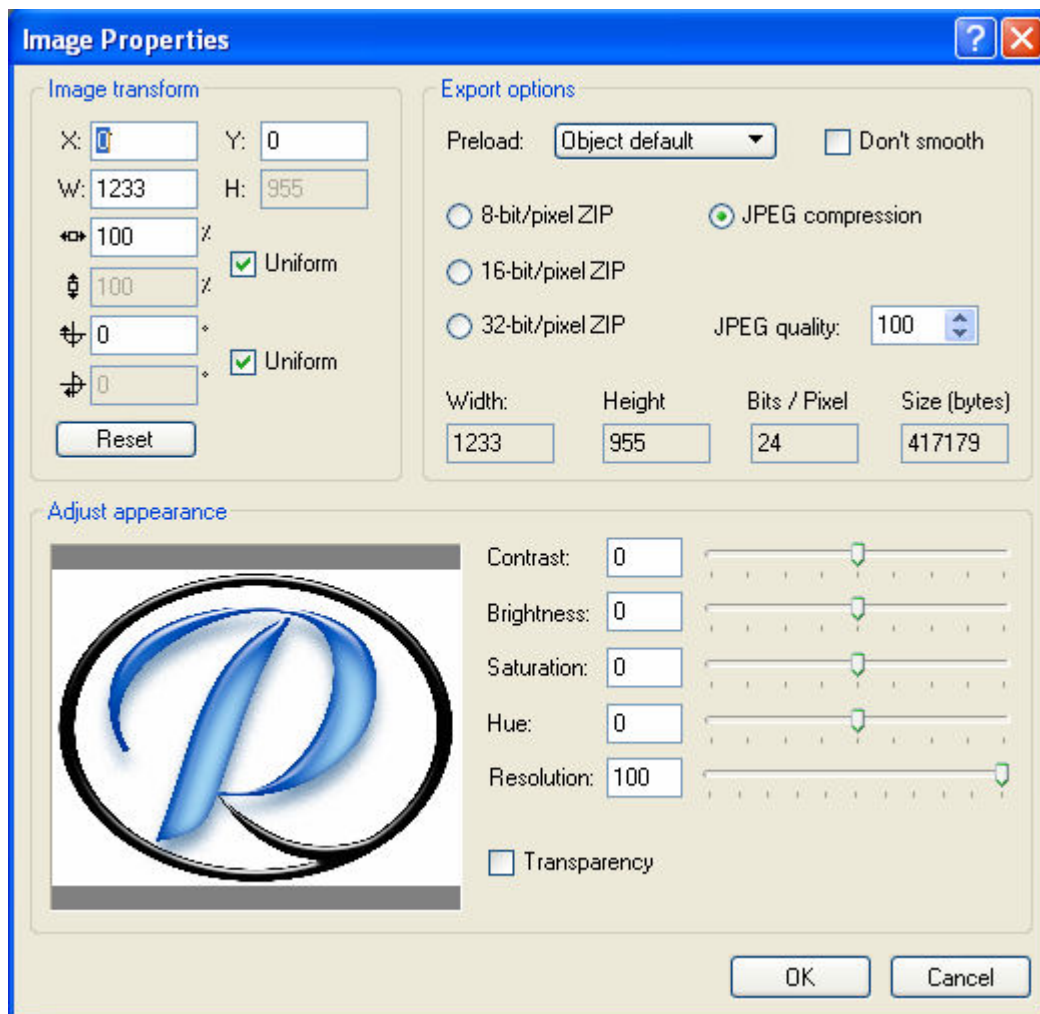 Image Properties
Image transform
X: 0 Y: 0
W: 1233 H: 955
100 %
Uniform
100 %
0 °
Uniform
0 °
Reset
Export options
Preload: Object default Don't smooth
8-bit/pixel ZIP JPEG compression
16-bit/pixel ZIP
32-bit/pixel ZIP JPEG quality: 100
Width: Height Bits / Pixel Size (bytes)
1233 955 24 417179
Adjust appearance
R
Contrast: 0
Brightness: 0
Saturation: 0
Hue: 0
Resolution: 100
Transparency
OK Cancel